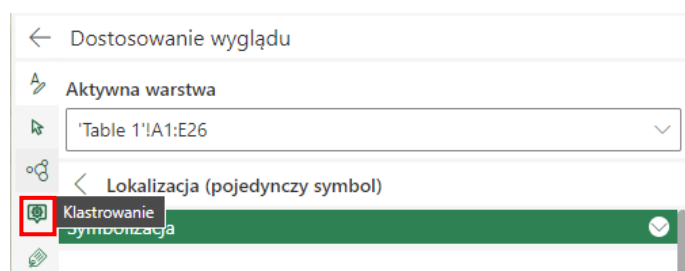 Dostosowanie wyglądu
Aktywna warstwa
'Table 1'!A1:E26
Lokalizacja (pojedynczy symbol)
Klastrowanie
Symbolizacja